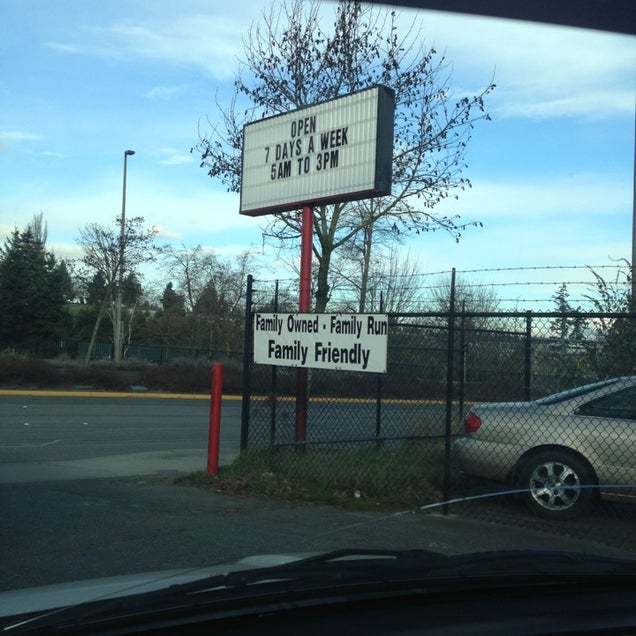 OPEN
7 DAYS A WEEK
5AM TO 3PM
Family Owned - Family Run
Family Friendly